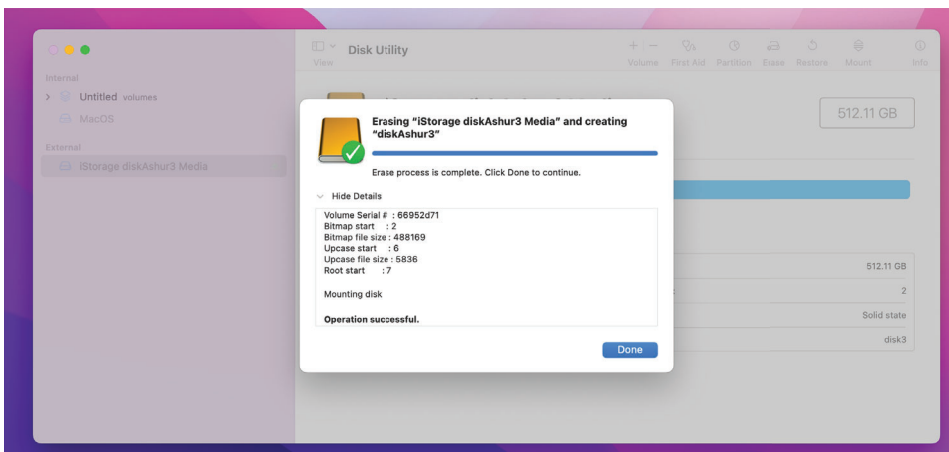 Disk Utility
View
Volume First Aid Partition Erase Restore Mount Info
Internal
Untitled volumes
MacOS
External
iStorage diskAshur3 Media
512.11 GB
Erasing “iStorage diskAshur3 Media” and creating
“diskAshur3”
Erase process is complete. Click Done to continue.
Hide Details
Volume Serial # : 66952d71
Bitmap start : 2
Bitmap file size : 488169
Upcase start : 6
Upcase file size : 5836
Root start : 7
Mounting disk
Operation successful.
Done
512.11 GB
2
Solid state
disk3